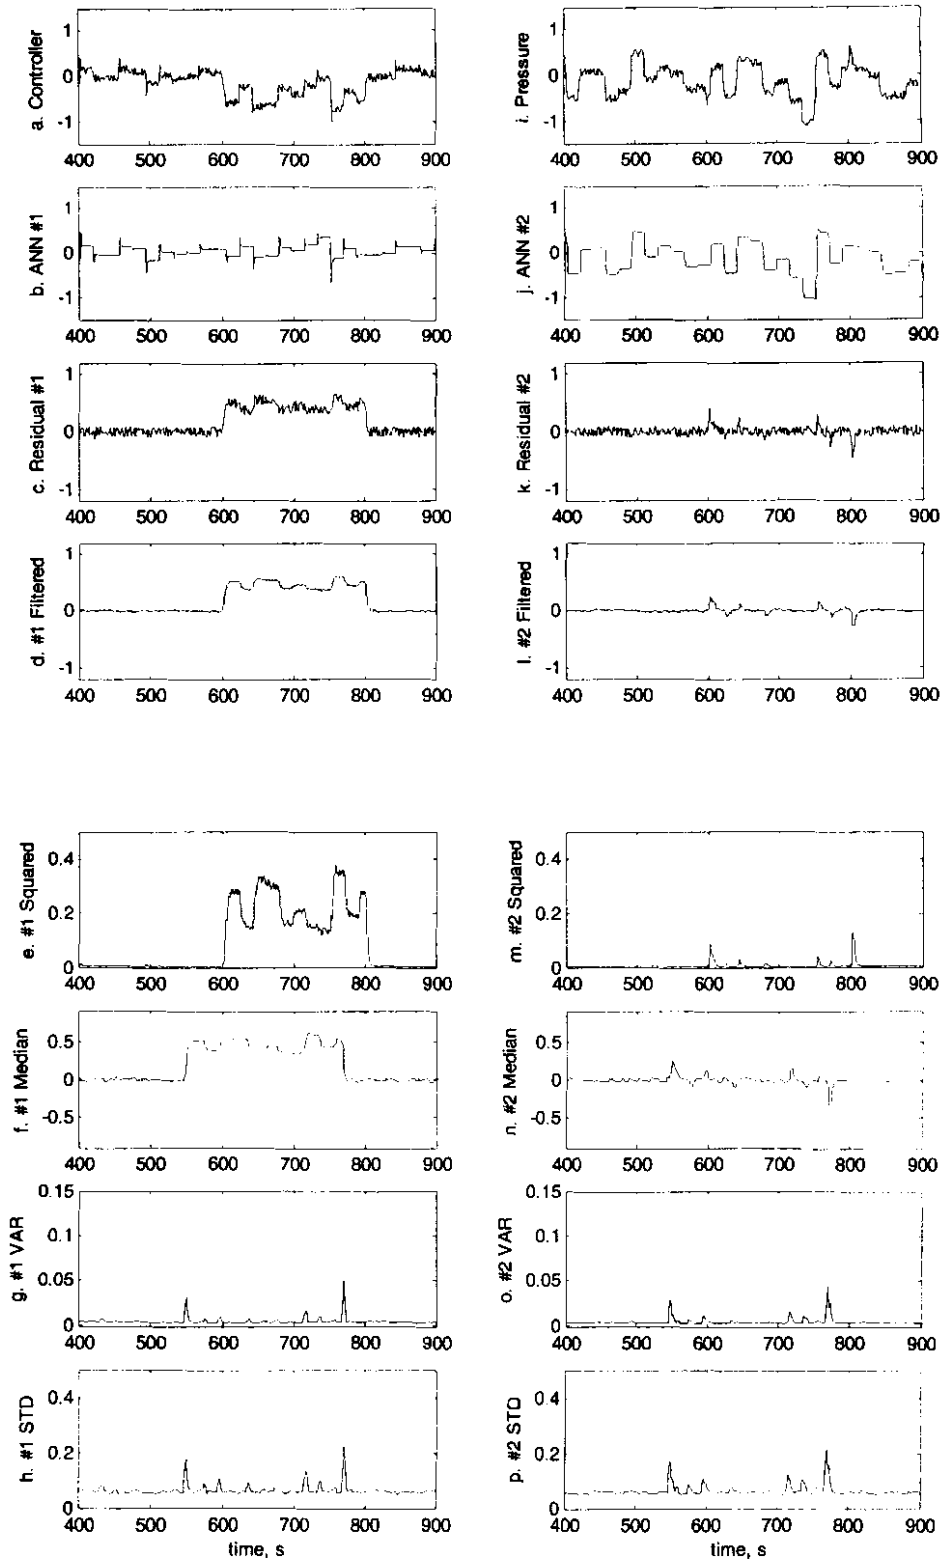 a. Controller
1
0
-1
400 500 600 700 800 900
i. Pressure
1
0
-1
400 500 600 700 800 900
b. ANN #1
1
0
-1
400 500 600 700 800 900
j. ANN #2
1
0
-1
400 500 600 700 800 900
c. Residual #1
1
0
-1
400 500 600 700 800 900
k. Residual #2
1
0
-1
400 500 600 700 800 900
d. #1 Filtered
1
0
-1
400 500 600 700 800 900
l. #2 Filtered
1
0
-1
400 500 600 700 800 900
e. #1 Squared
0.4
0.2
0
400 500 600 700 800 900
m. #2 Squared
0.4
0.2
0
400 500 600 700 800 900
f. #1 Median
0.5
0
-0.5
400 500 600 700 800 900
n. #2 Median
0.5
0
-0.5
400 500 600 700 800 900
g. #1 VAR
0.15
0.1
0.05
0
400 500 600 700 800 900
o. #2 VAR
0.15
0.1
0.05
0
400 500 600 700 800 900
h. #1 STD
0.4
0.2
0
400 500 600 700 800 900
time, s
p. #2 STD
0.4
0.2
0
400 500 600 700 800 900
time, s